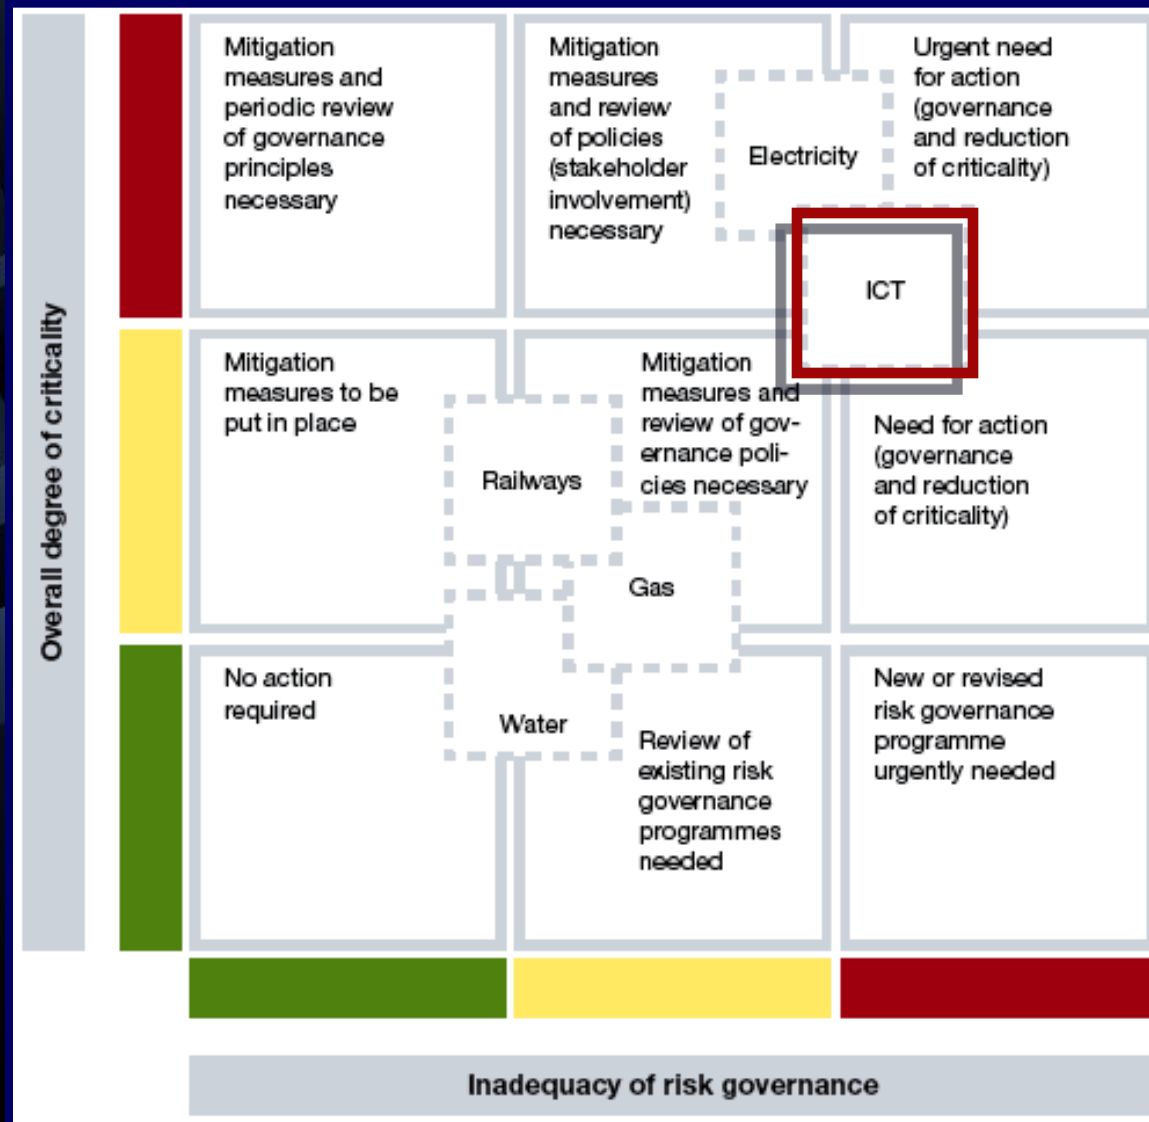 Overall degree of criticality
Mitigation
measures and
periodic review
of governance
principles
necessary
Mitigation
measures
and review
of policies
(stakeholder
involvement)
necessary
Urgent need
for action
(governance
and reduction
of criticality)
Electricity
ICT
Mitigation
measures to be
put in place
Mitigation
measures and
review of gov-
ernance poli-
cies necessary
Need for action
(governance
and reduction
of criticality)
Railways
Gas
No action
required
Water
Review of
existing risk
governance
programmes
needed
New or revised
risk governance
programme
urgently needed
Inadequacy of risk governance